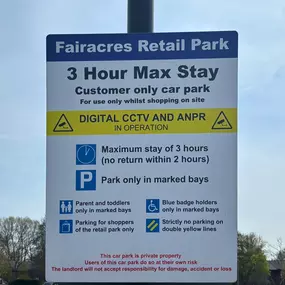 Fairacres Retail Park
3 Hour Max Stay
Customer only car park
For use only whilst shopping on site
DIGITAL CCTV AND ANPR
IN OPERATION
Maximum stay of 3 hours
(no return within 2 hours)
P Park only in marked bays
Parent and toddlers
only in marked bays
Blue badge holders
only in marked bays
Parking for shoppers
of the retail park only
Strictly no parking on
double yellow lines
This car park is private property
Users of this car park do so at their own risk
The landlord will not accept responsibility for damage, accident or loss